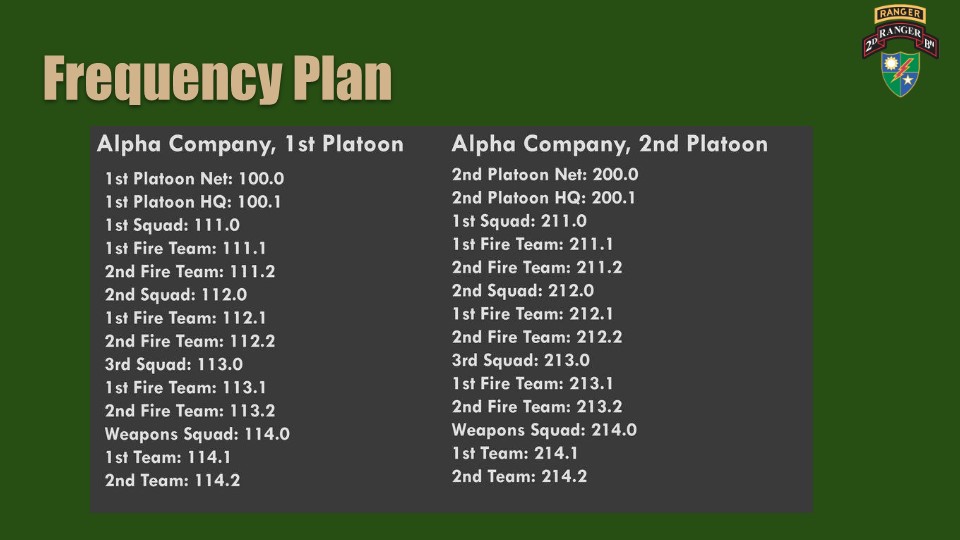 RANGER
2D RANGER BN
Frequency Plan
Alpha Company, 1st Platoon
1st Platoon Net: 100.0
1st Platoon HQ: 100.1
1st Squad: 111.0
1st Fire Team: 111.1
2nd Fire Team: 111.2
2nd Squad: 112.0
1st Fire Team: 112.1
2nd Fire Team: 112.2
3rd Squad: 113.0
1st Fire Team: 113.1
2nd Fire Team: 113.2
Weapons Squad: 114.0
1st Team: 114.1
2nd Team: 114.2
Alpha Company, 2nd Platoon
2nd Platoon Net: 200.0
2nd Platoon HQ: 200.1
1st Squad: 211.0
1st Fire Team: 211.1
2nd Fire Team: 211.2
2nd Squad: 212.0
1st Fire Team: 212.1
2nd Fire Team: 212.2
3rd Squad: 213.0
1st Fire Team: 213.1
2nd Fire Team: 213.2
Weapons Squad: 214.0
1st Team: 214.1
2nd Team: 214.2